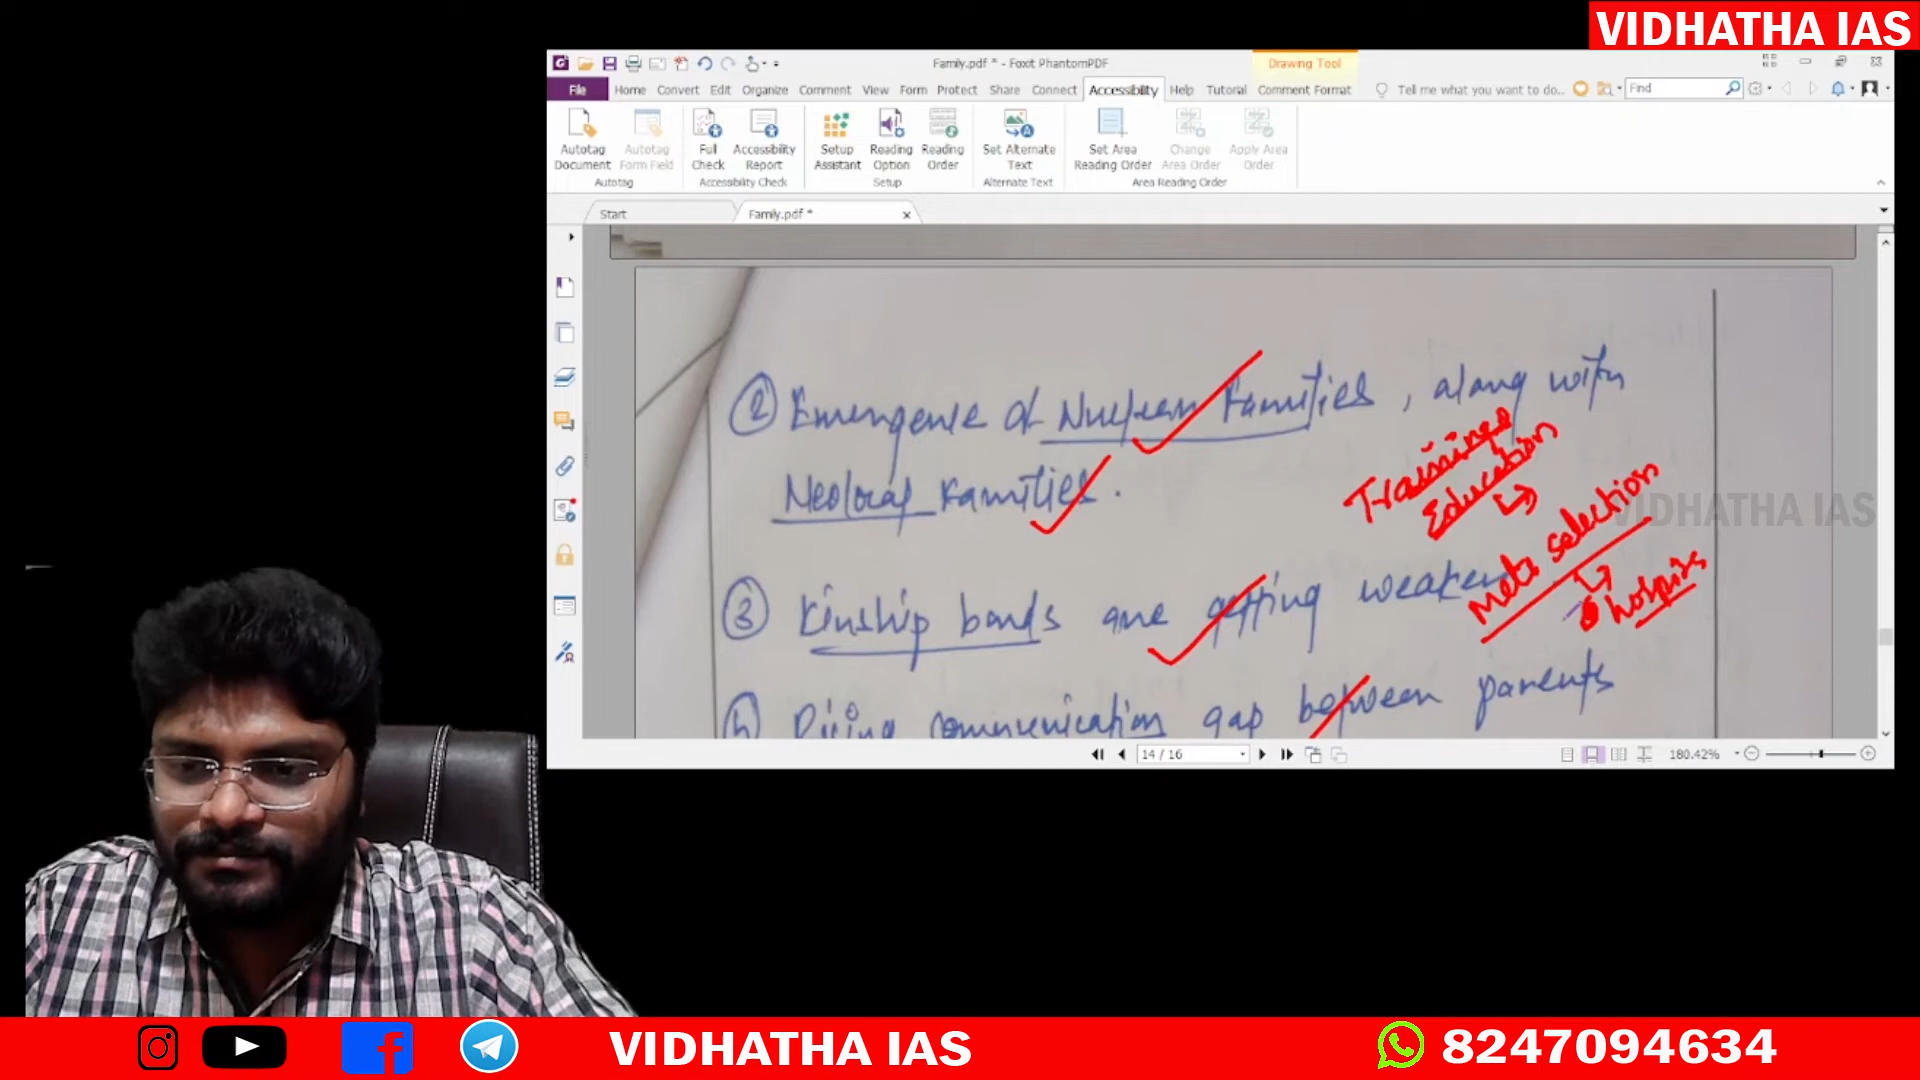 VIDHATHA IAS
Family.pdf * - Foxit PhantomPDF
Drawing Tool
File Home Convert Edit Organize Comment View Form Protect Share Connect Accessibility Help Tutorial Comment Format Tell me what you want to do.. Find
Autotag Document
Autotag Form Field
Full Check
Accessibility Report
Setup Assistant
Reading Option
Reading Order
Set Alternate Text
Set Area Reading Order
Change Area Order
Apply Area Order
Autotag Accessibility Check Setup Alternate Text Area Reading Order
Start Family.pdf *
② Emergence of Nuclear Families, along with
Neolocal Families.
Trainings
Education
Mate selection
VIDHATHA IAS
③ Kinship bonds are getting weaken
Rising communication gap between parents
14 / 16
180.42%
VIDHATHA IAS
8247094634